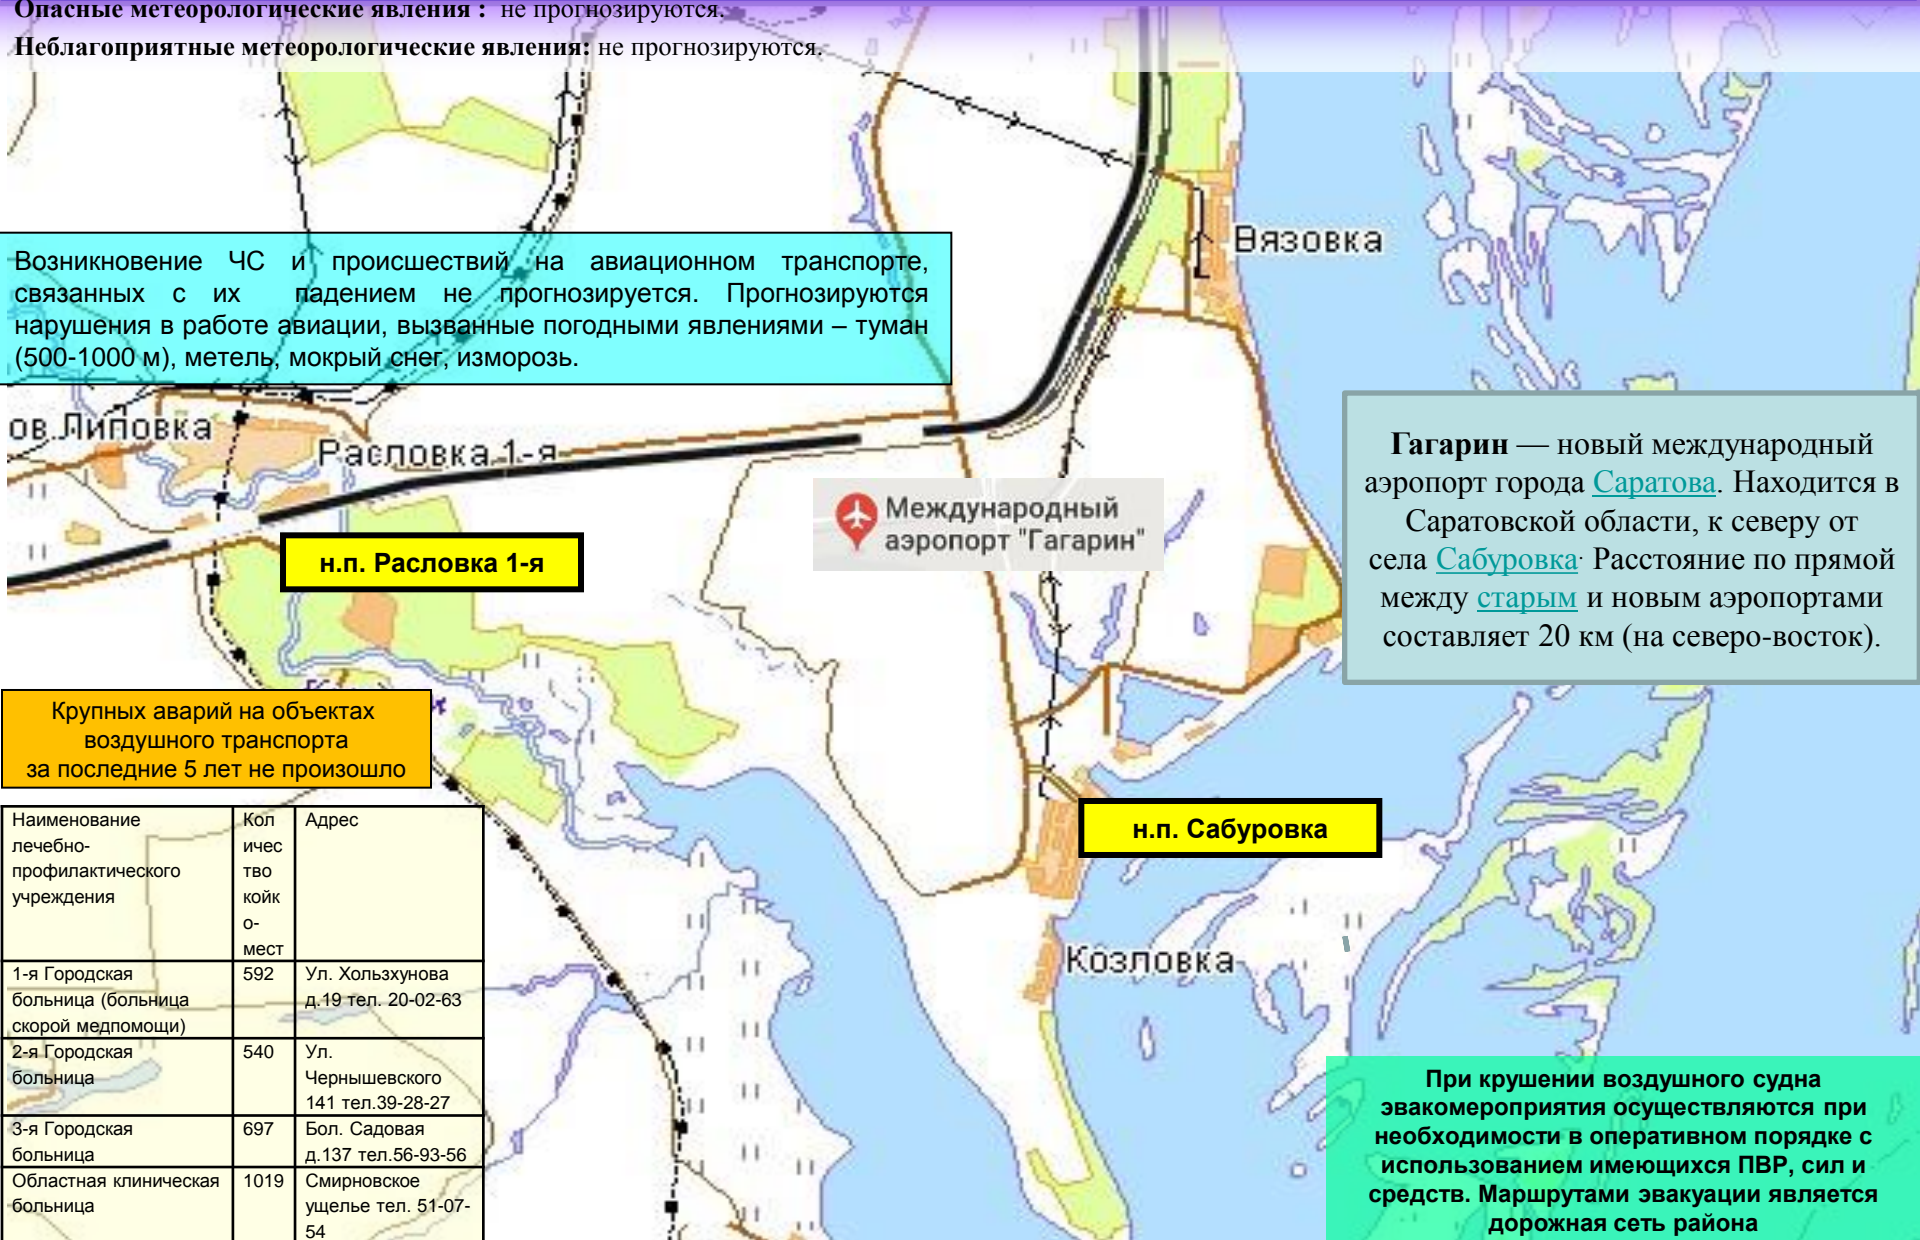 Опасные метеорологические явления : не прогнозируются.
Неблагоприятные метеорологические явления: не прогнозируются.
Возникновение ЧС и происшествий на авиационном транспорте,
связанных с их падением не прогнозируется. Прогнозируются
нарушения в работе авиации, вызванные погодными явлениями – туман
(500-1000 м), метель, мокрый снег, изморозь.
Вязовка
ов Липовка
Расловка 1-я
Международный
аэропорт "Гагарин"
Гагарин — новый международный
аэропорт города Саратова. Находится в
Саратовской области, к северу от
села Сабуровка. Расстояние по прямой
между старым и новым аэропортами
составляет 20 км (на северо-восток).
н.п. Расловка 1-я
Крупных аварий на объектах
воздушного транспорта
за последние 5 лет не произошло
н.п. Сабуровка
Козловка
Наименование
лечебно-
профилактического
учреждения
Кол
ичес
тво
койк
о-
мест
Адрес
1-я Городская
больница (больница
скорой медпомощи)
592
Ул. Хользхунова
д.19 тел. 20-02-63
2-я Городская
больница
540
Ул.
Чернышевского
141 тел.39-28-27
3-я Городская
больница
697
Бол. Садовая
д.137 тел.56-93-56
Областная клиническая
больница
1019
Смирновское
ущелье тел. 51-07-
54
При крушении воздушного судна
эвакомероприятия осуществляются при
необходимости в оперативном порядке с
использованием имеющихся ПВР, сил и
средств. Маршрутами эвакуации является
дорожная сеть района